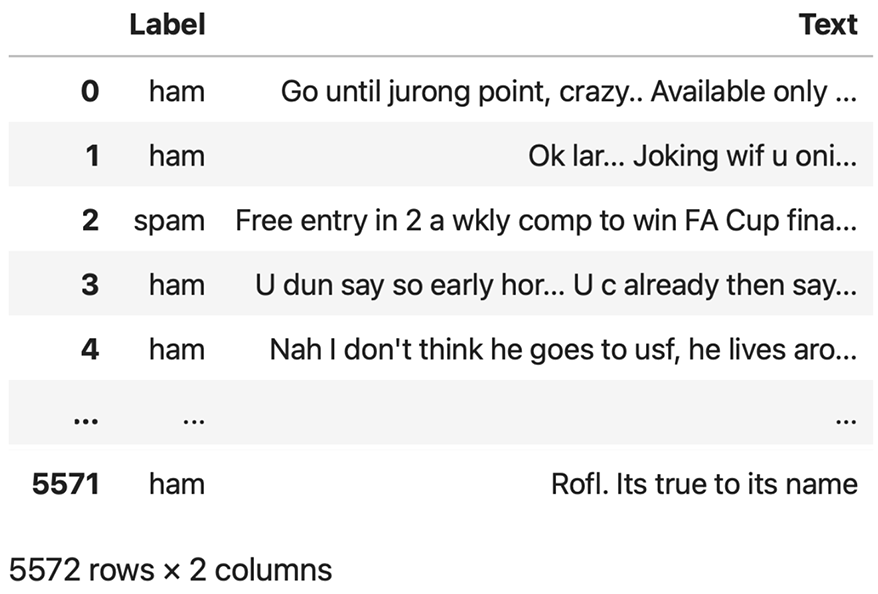 Label Text
0 ham Go until jurong point, crazy.. Available only ...
1 ham Ok lar... Joking wif u oni...
2 spam Free entry in 2 a wkly comp to win FA Cup fina...
3 ham U dun say so early hor... U c already then say...
4 ham Nah I don't think he goes to usf, he lives aro...
... ... ...
5571 ham Rofl. Its true to its name
5572 rows × 2 columns